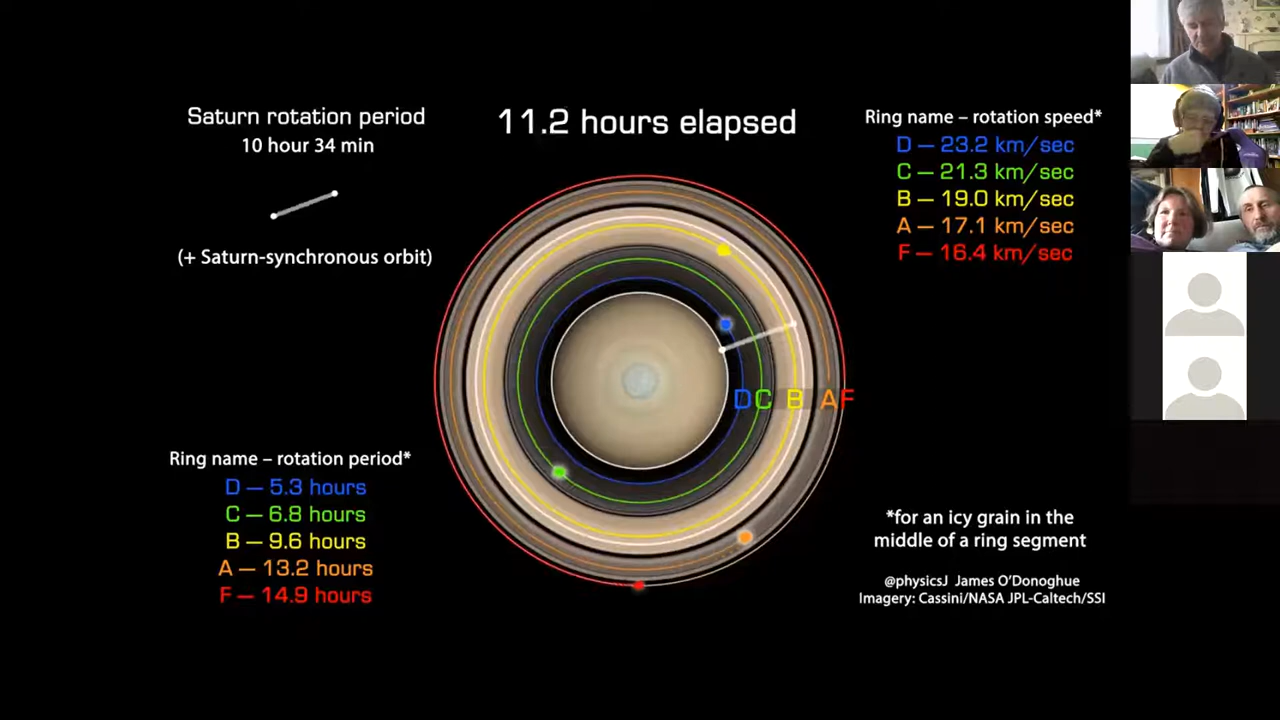 Saturn rotation period
10 hour 34 min
(+ Saturn-synchronous orbit)
11.2 hours elapsed
Ring name – rotation speed*
D – 23.2 km/sec
C – 21.3 km/sec
B – 19.0 km/sec
A – 17.1 km/sec
F – 16.4 km/sec
DC B AF
Ring name – rotation period*
D – 5.3 hours
C – 6.8 hours
B – 9.6 hours
A – 13.2 hours
F – 14.9 hours
*for an icy grain in the
middle of a ring segment
@physicsJ James O'Donoghue
Imagery: Cassini/NASA JPL-Caltech/SSI